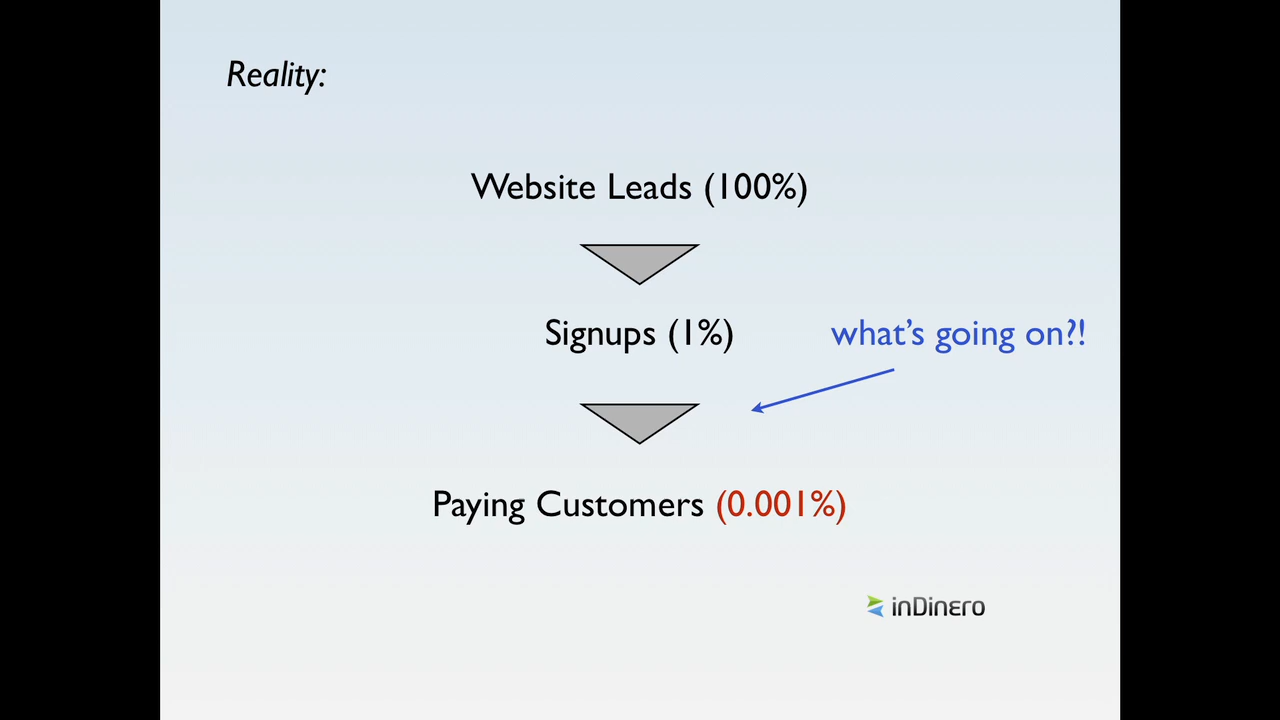 Reality:
Website Leads (100%)
Signups (1%)
what's going on?!
Paying Customers (0.001%)
inDinero